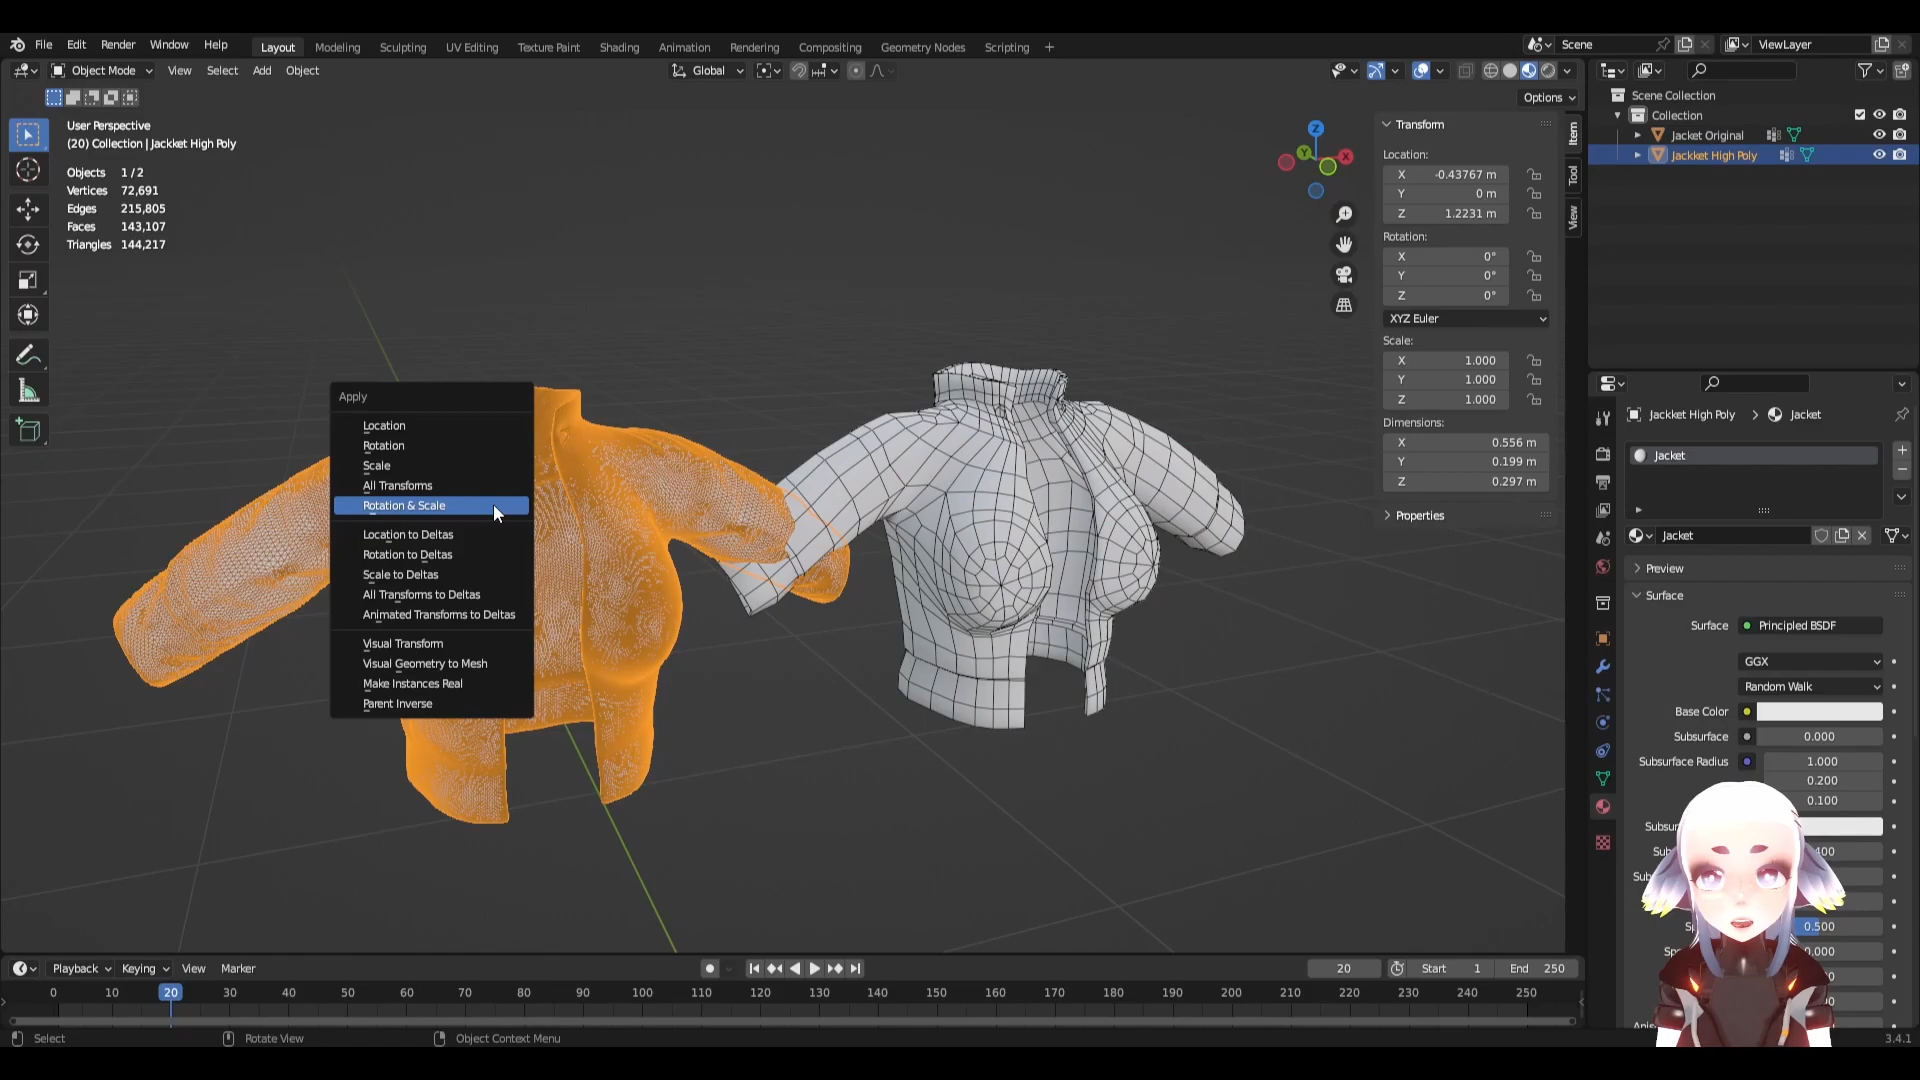 File Edit Render Window Help
Layout Modeling Sculpting UV Editing Texture Paint Shading Animation Rendering Compositing Geometry Nodes Scripting +
Scene
ViewLayer
Object Mode View Select Add Object
Global
Options
User Perspective
(20) Collection | Jackket High Poly
Objects 1 / 2
Vertices 72,691
Edges 215,805
Faces 143,107
Triangles 144,217
Apply
Location
Rotation
Scale
All Transforms
Rotation & Scale
Location to Deltas
Rotation to Deltas
Scale to Deltas
All Transforms to Deltas
Animated Transforms to Deltas
Visual Transform
Visual Geometry to Mesh
Make Instances Real
Parent Inverse
Z
Y
X
Transform
Location:
X -0.43767 m
Y 0 m
Z 1.2231 m
Rotation:
X 0°
Y 0°
Z 0°
XYZ Euler
Scale:
X 1.000
Y 1.000
Z 1.000
Dimensions:
X 0.556 m
Y 0.199 m
Z 0.297 m
Properties
Item
Tool
View
Scene Collection
Collection
Jacket Original
Jackket High Poly
Jackket High Poly > Jacket
Jacket
Jacket
Preview
Surface
Surface Principled BSDF
GGX
Random Walk
Base Color
Subsurface 0.000
Subsurface Radius 1.000
0.200
0.100
0.500
Playback Keying View Marker
20
Start 1
End 250
0 10 20 30 40 50 60 70 80 90 100 110 120 130 140 150 160 170 180 190 200 210 220 230 240 250
Select
Rotate View
Object Context Menu
3.4.1